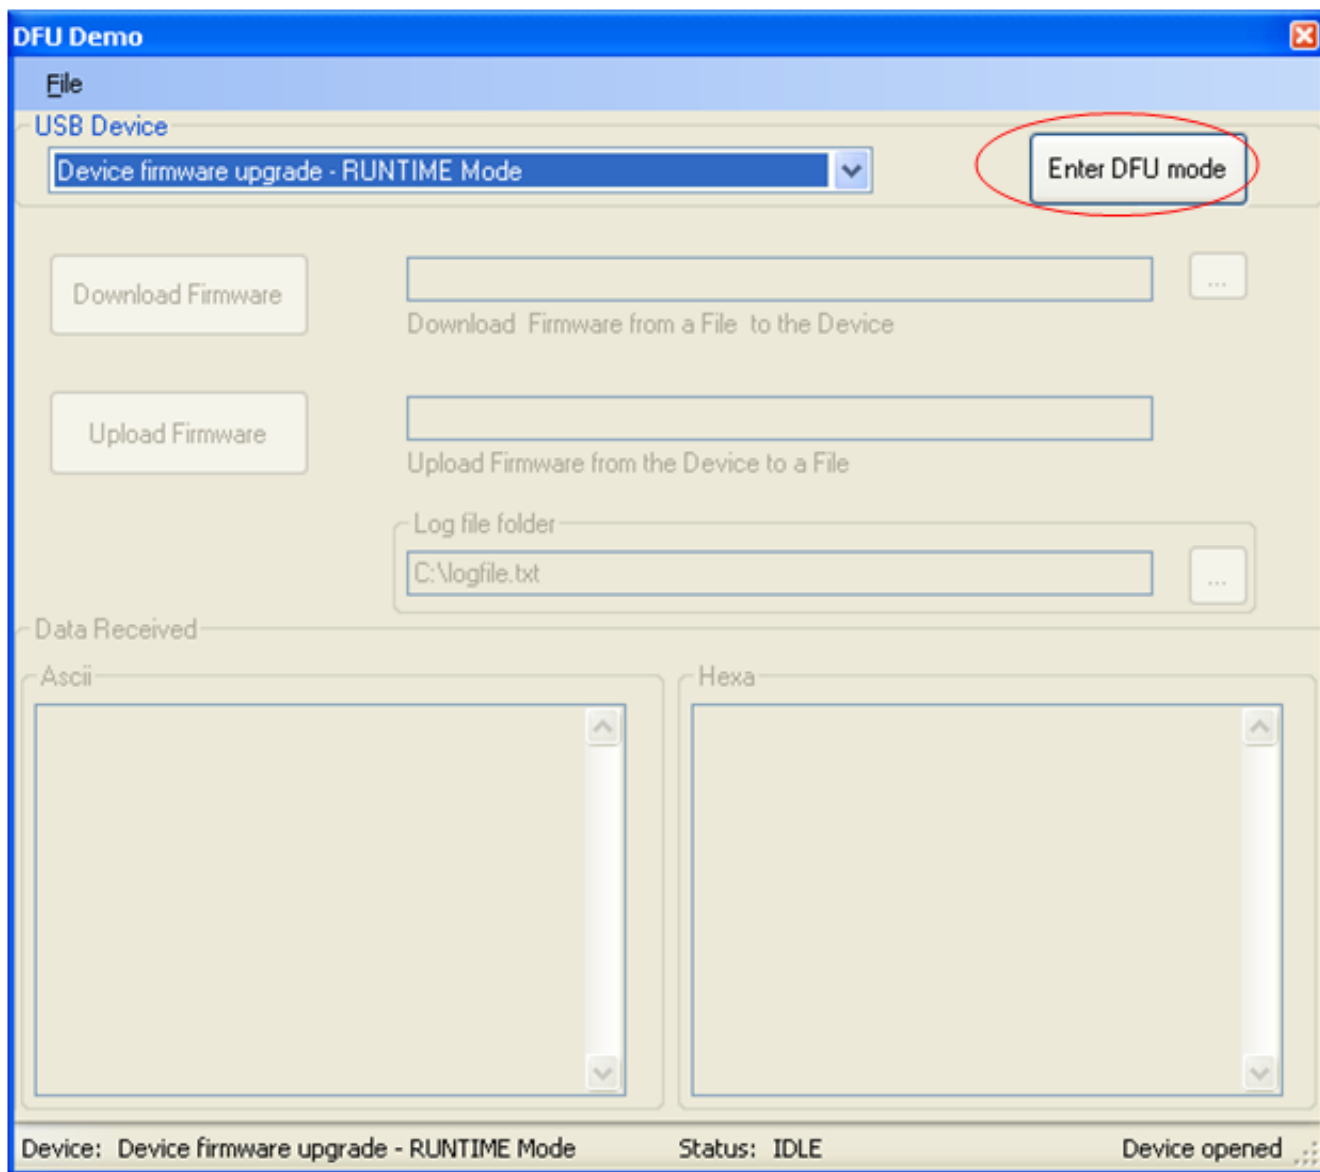 DFU Demo
File
USB Device
Device firmware upgrade - RUNTIME Mode
Enter DFU mode
Download Firmware
...
Download  Firmware from a File  to the Device
Upload Firmware
Upload Firmware from the Device to a File
Log file folder
C:\logfile.txt
...
Data Received
Ascii
Hexa
Device:  Device firmware upgrade - RUNTIME Mode
Status:  IDLE
Device opened